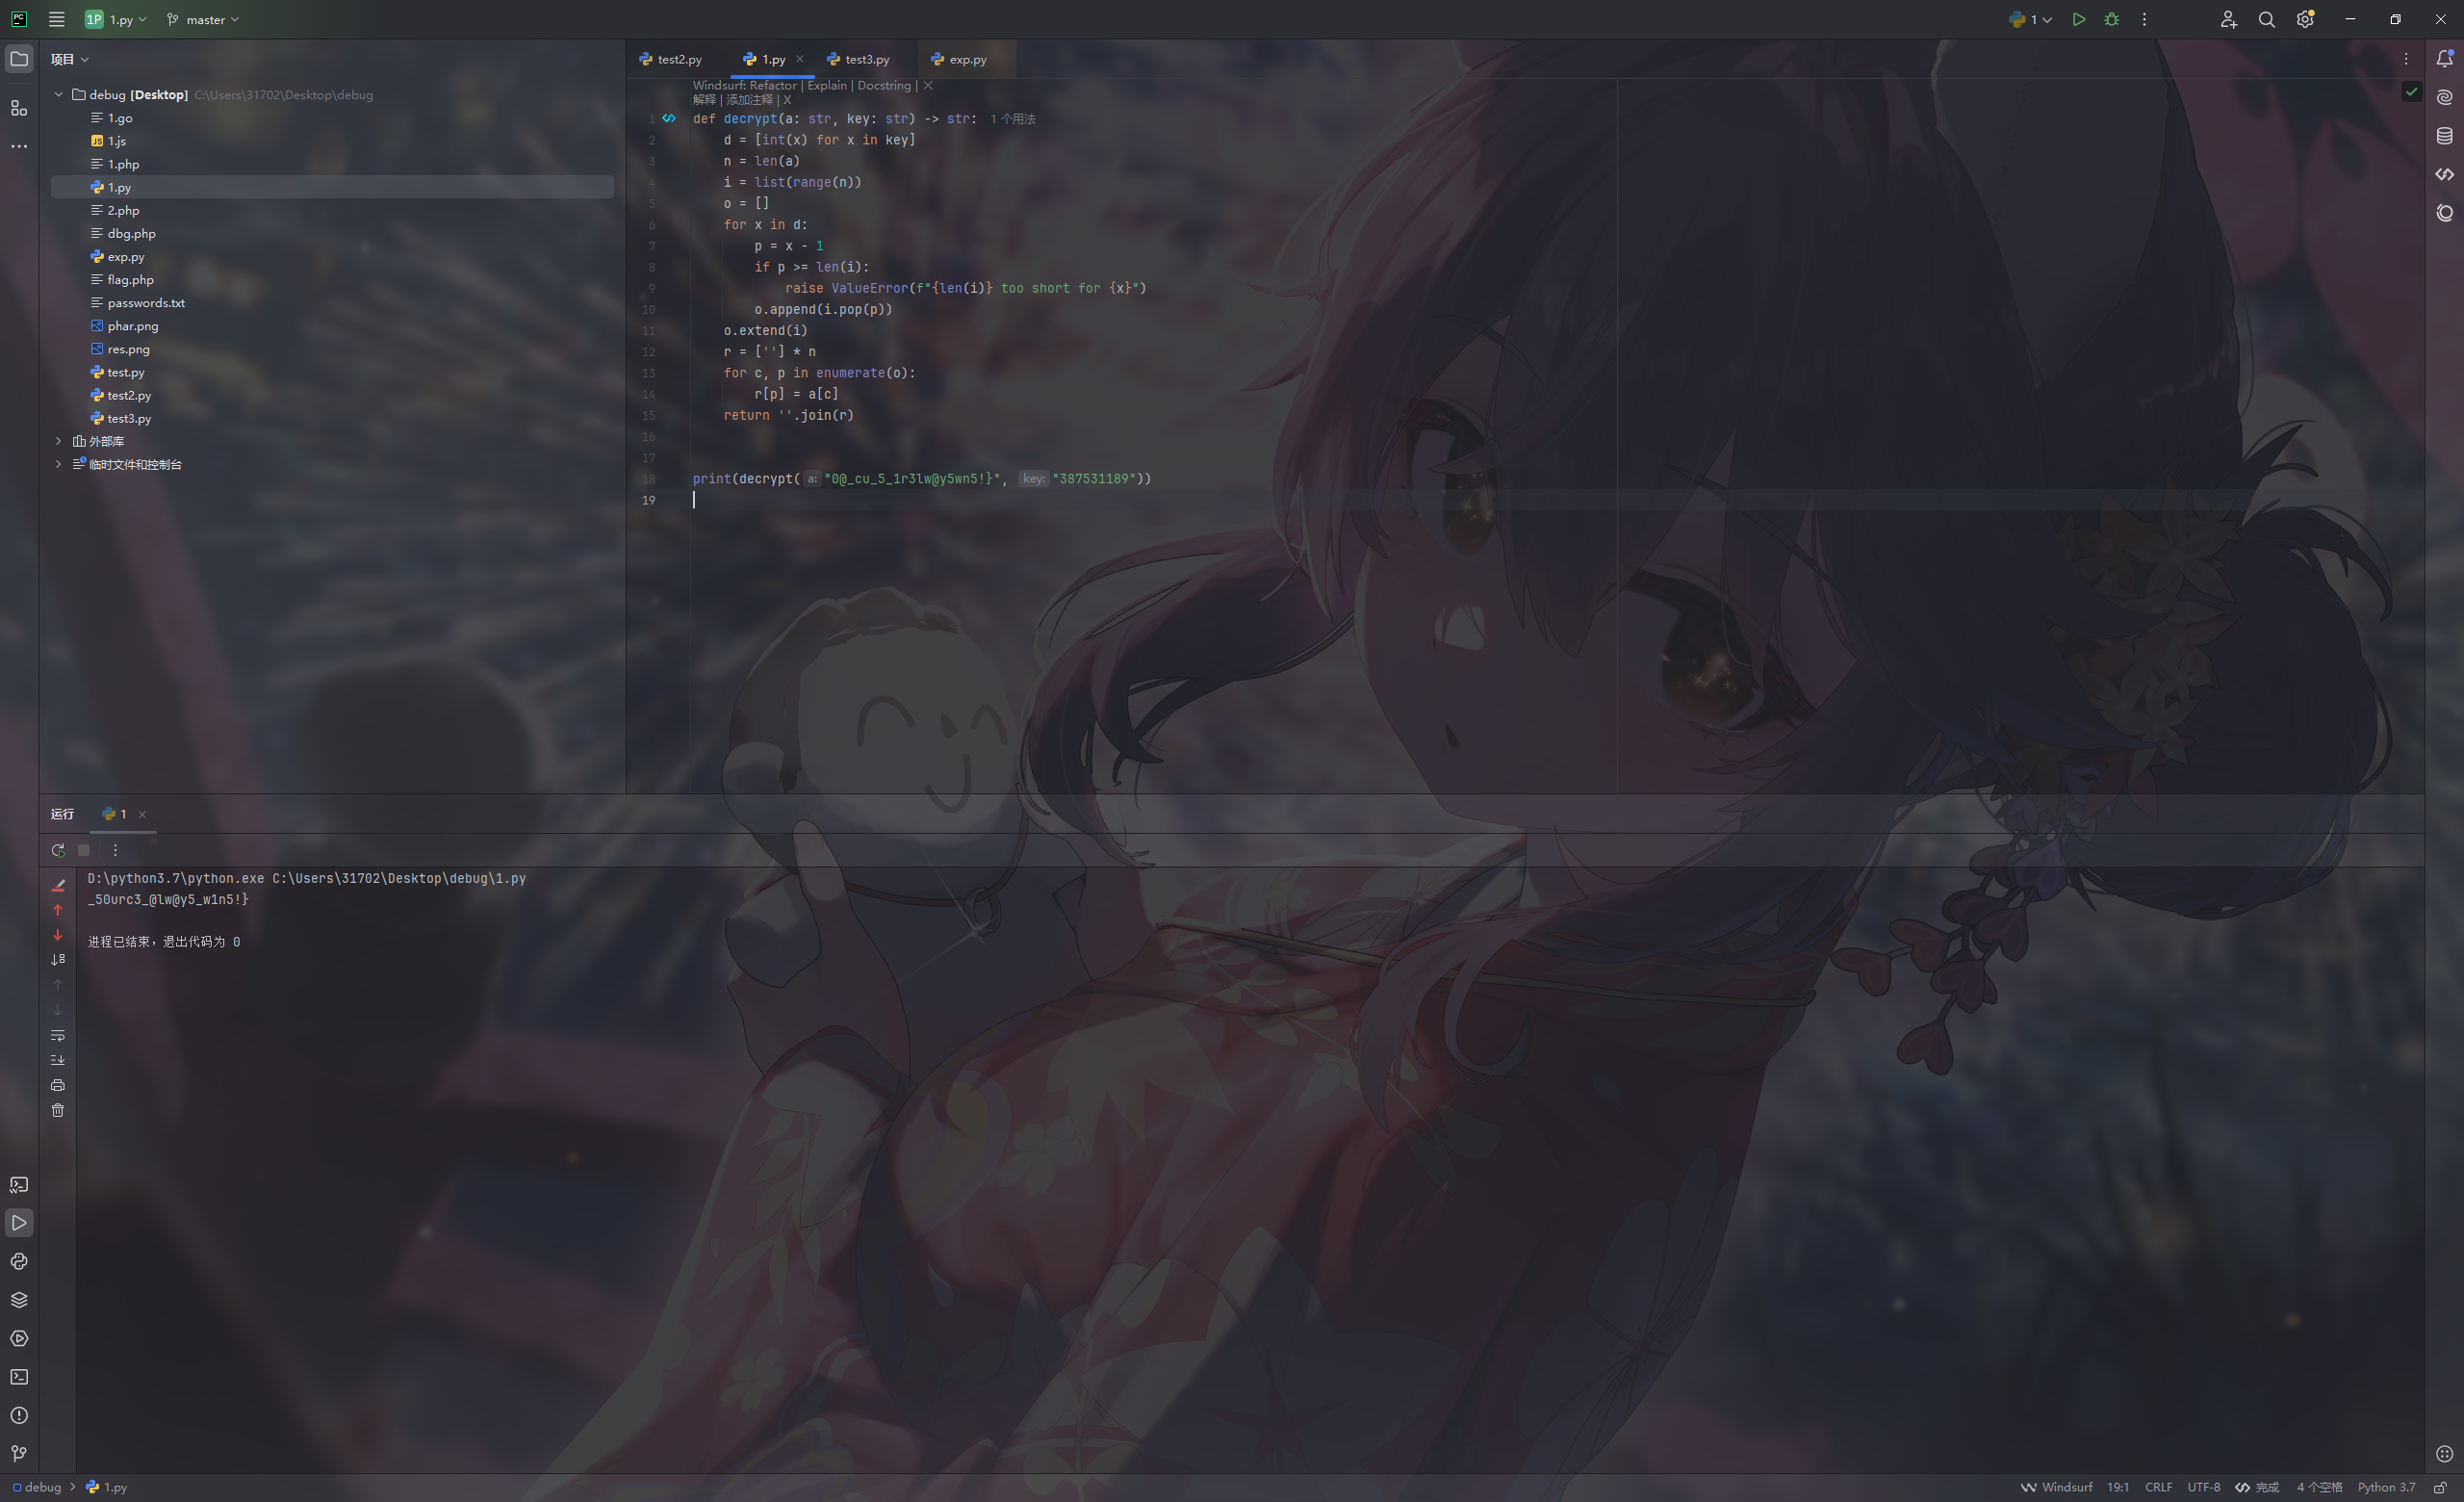 PC
1P 1.py master
1
项目
debug [Desktop] C:\Users\31702\Desktop\debug
1.go
JS 1.js
1.php
1.py
2.php
dbg.php
exp.py
flag.php
passwords.txt
phar.png
res.png
test.py
test2.py
test3.py
外部库
临时文件和控制台
test2.py 1.py test3.py exp.py
Windsurf: Refactor | Explain | Docstring | X
解释 | 添加注释 | X
1 def decrypt(a: str, key: str) -> str: 1 个用法
2 d = [int(x) for x in key]
3 n = len(a)
4 i = list(range(n))
5 o = []
6 for x in d:
7 p = x - 1
8 if p >= len(i):
9 raise ValueError(f"{len(i)} too short for {x}")
10 o.append(i.pop(p))
11 o.extend(i)
12 r = [''] * n
13 for c, p in enumerate(o):
14 r[p] = a[c]
15 return ''.join(r)
16
17
18 print(decrypt( a: "0@_cu_5_1r3lw@y5wn5!}", key: "387531189"))
19
运行 1
D:\python3.7\python.exe C:\Users\31702\Desktop\debug\1.py
_50urc3_@lw@y5_w1n5!}
进程已结束，退出代码为 0
debug > 1.py
Windsurf 19:1 CRLF UTF-8 完成 4 个空格 Python 3.7